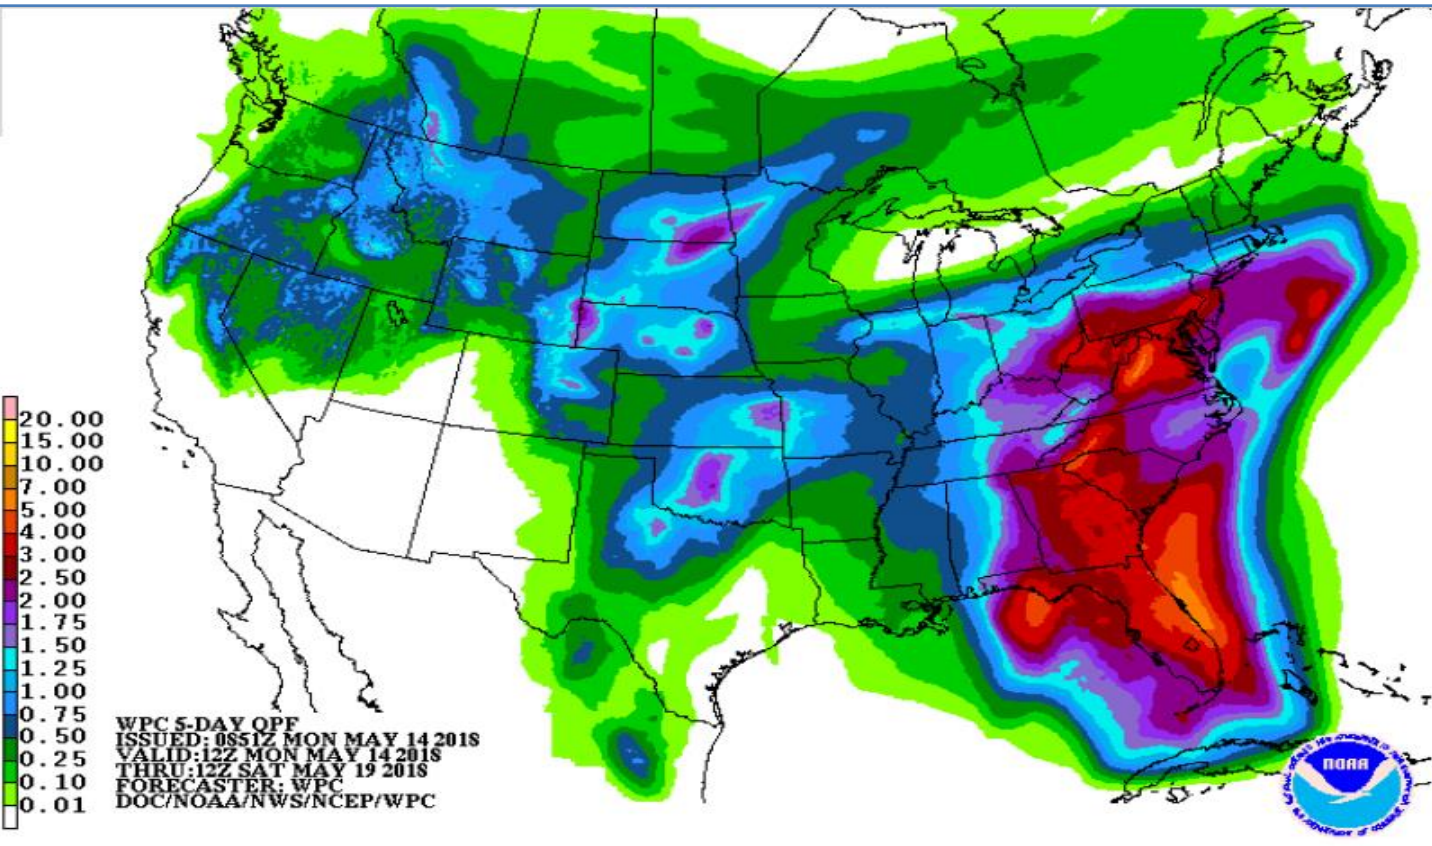 20.00
15.00
10.00
7.00
5.00
4.00
3.00
2.50
2.00
1.75
1.50
1.25
1.00
0.75
0.50
0.25
0.10
0.01
WPC 5-DAY QPF
ISSUED: 0851Z MON MAY 14 2018
VALID:12Z MON MAY 14 2018
THRU:12Z SAT MAY 19 2018
FORECASTER: WPC
DOC/NOAA/NWS/NCEP/WPC
NOAA